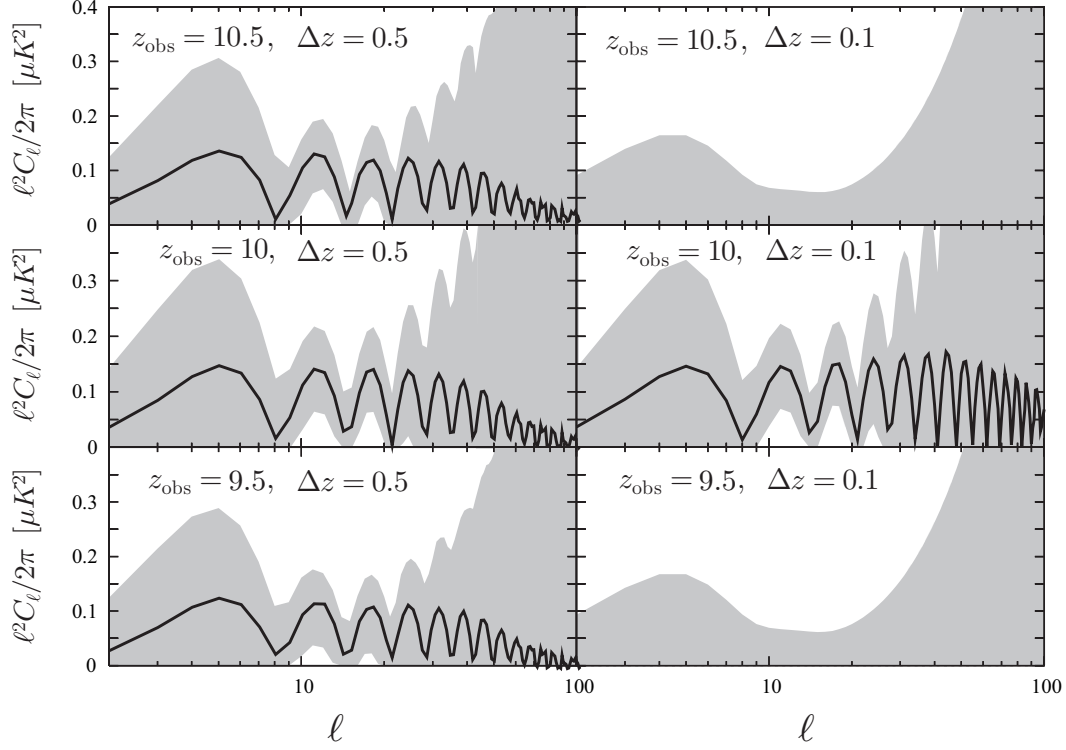 z_obs = 10.5, Δz = 0.5
z_obs = 10.5, Δz = 0.1
ℓ²C_ℓ/2π [μK²]
0.4
0.3
0.2
0.1
0
z_obs = 10, Δz = 0.5
z_obs = 10, Δz = 0.1
ℓ²C_ℓ/2π [μK²]
0.3
0.2
0.1
0
z_obs = 9.5, Δz = 0.5
z_obs = 9.5, Δz = 0.1
ℓ²C_ℓ/2π [μK²]
0.3
0.2
0.1
0
10 100 10 100
ℓ ℓ